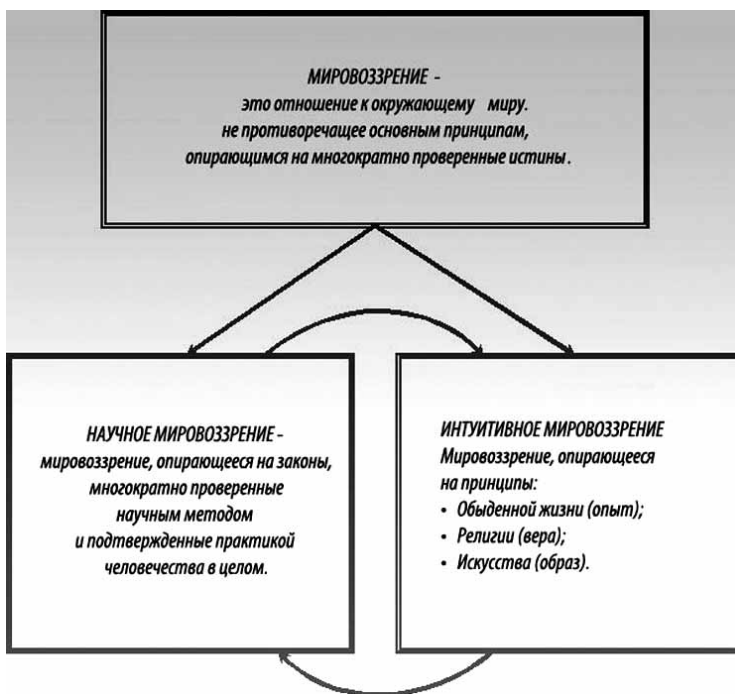 МИРОВОЗЗРЕНИЕ -
это отношение к окружающему миру.
не противоречащее основным принципам,
опирающимся на многократно проверенные истины.
НАУЧНОЕ МИРОВОЗЗРЕНИЕ -
мировоззрение, опирающееся на законы,
многократно проверенные
научным методом
и подтвержденные практикой
человечества в целом.
ИНТУИТИВНОЕ МИРОВОЗЗРЕНИЕ
Мировоззрение, опирающееся
на принципы:
• Обыденной жизни (опыт);
• Религии (вера);
• Искусства (образ).